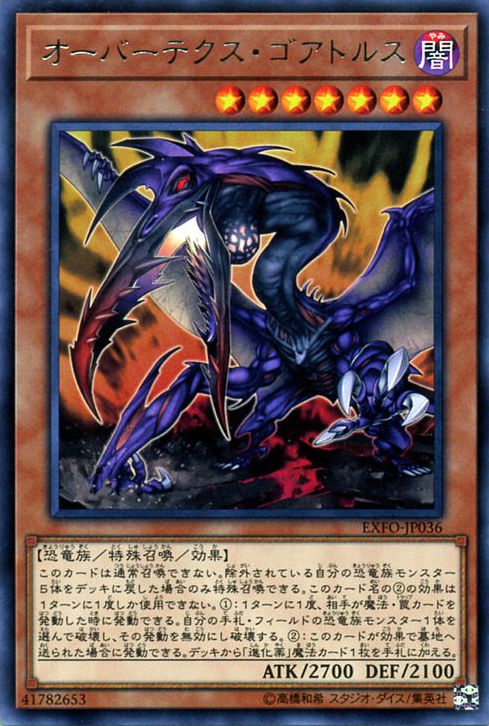 オーバーテクス・ゴアトルス
闇
EXFO-JP036
【恐竜族／特殊召喚／効果】
このカードは通常召喚できない。除外されている自分の恐竜族モンスター
５体をデッキに戻した場合のみ特殊召喚できる。このカード名の②の効果は
１ターンに１度しか使用できない。①：１ターンに１度、相手が魔法・罠カードを
発動した時に発動できる。自分の手札・フィールドの恐竜族モンスター１体を
選んで破壊し、その発動を無効にし破壊する。②：このカードが効果で墓地へ
送られた場合に発動できる。デッキから「進化薬」魔法カード１枚を手札に加える。
ATK/2700 DEF/2100
41782653
©高橋和希 スタジオ・ダイス/集英社